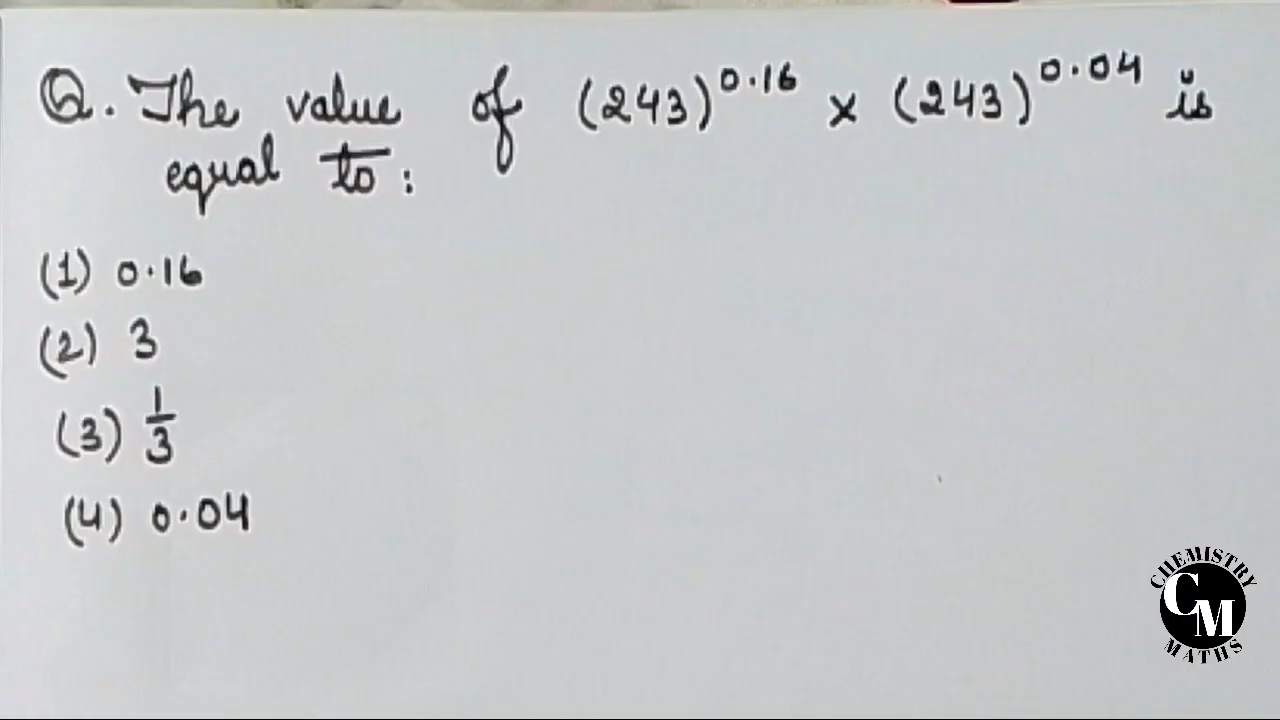 Q. The value of (243)^0.16 × (243)^0.04 is
equal to :
(1) 0.16
(2) 3
(3) 1/3
(4) 0.04
CHEMISTRY
CM
MATHS